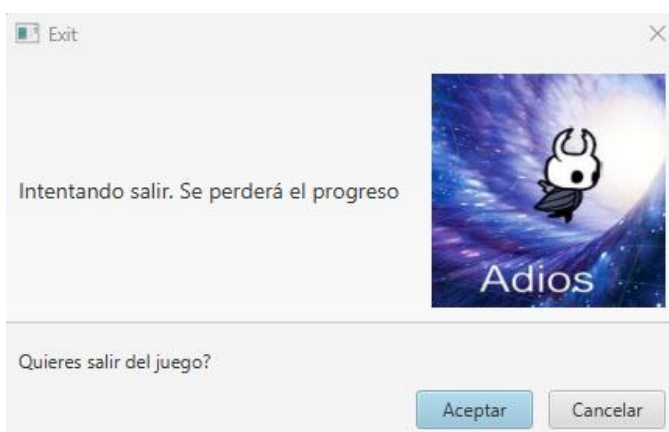 Exit
Intentando salir. Se perderá el progreso
Adios
Quieres salir del juego?
Aceptar
Cancelar